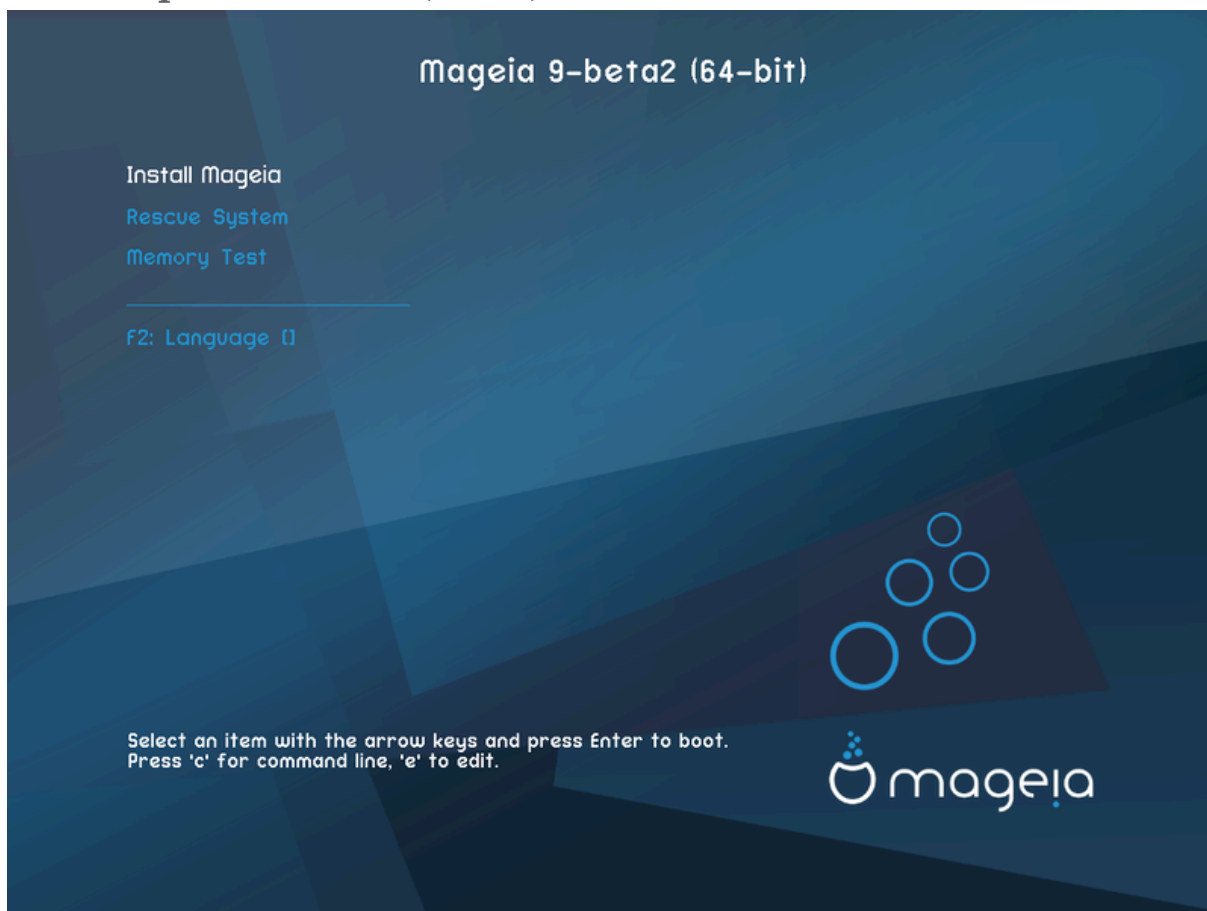 Mageia 9-beta2 (64-bit)
Install Mageia
Rescue System
Memory Test
F2: Language []
Select an item with the arrow keys and press Enter to boot.
Press 'c' for command line, 'e' to edit.
mageia